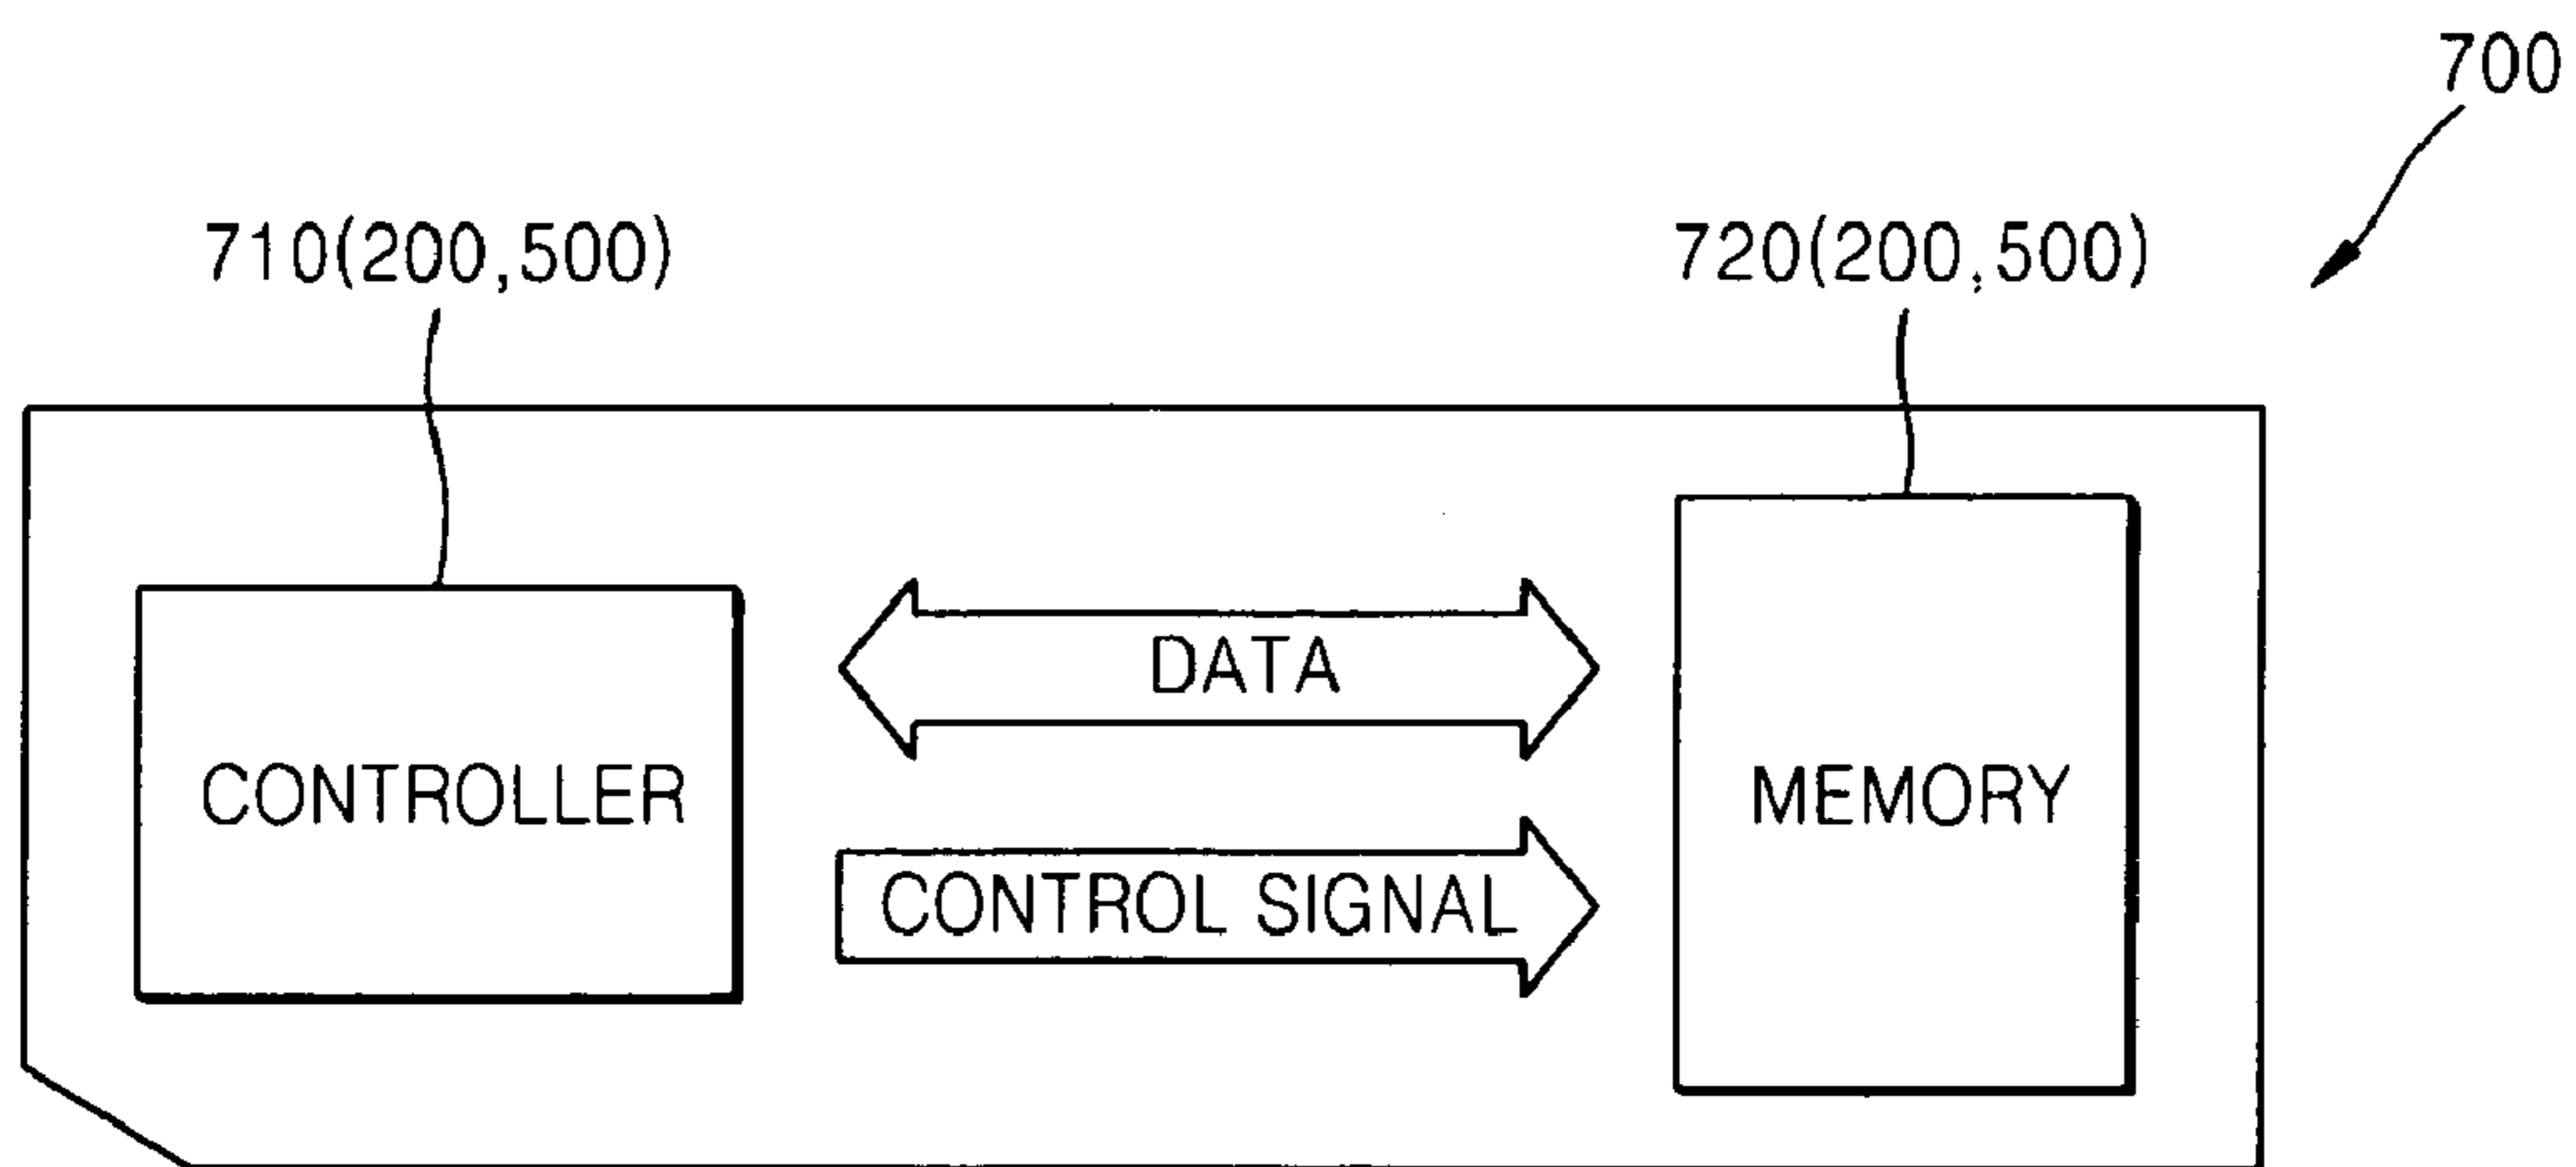 700
710(200,500)
720(200,500)
DATA
CONTROLLER
MEMORY
CONTROL SIGNAL